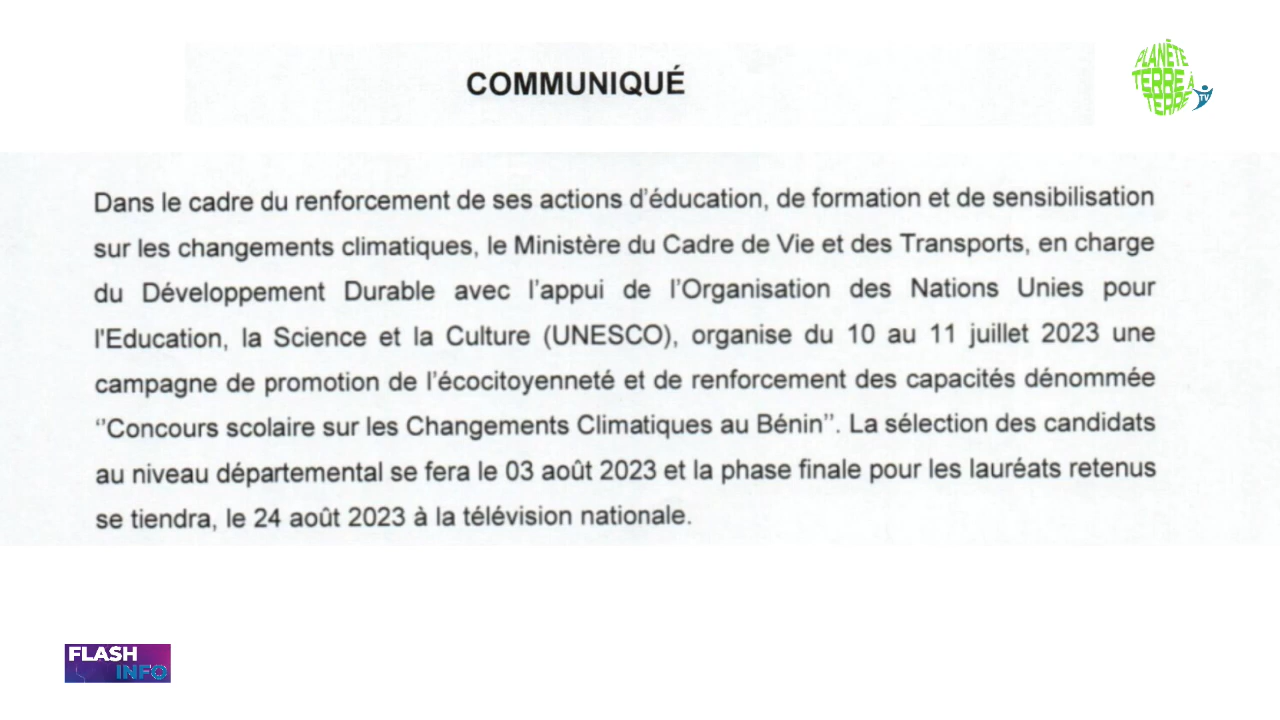 COMMUNIQUÉ
PLANÈTE
TERRE À
TERRE
TV
Dans le cadre du renforcement de ses actions d'éducation, de formation et de sensibilisation
sur les changements climatiques, le Ministère du Cadre de Vie et des Transports, en charge
du Développement Durable avec l'appui de l'Organisation des Nations Unies pour
l'Education, la Science et la Culture (UNESCO), organise du 10 au 11 juillet 2023 une
campagne de promotion de l'écocitoyenneté et de renforcement des capacités dénommée
‘’Concours scolaire sur les Changements Climatiques au Bénin’’. La sélection des candidats
au niveau départemental se fera le 03 août 2023 et la phase finale pour les lauréats retenus
se tiendra, le 24 août 2023 à la télévision nationale.
FLASH
INFO